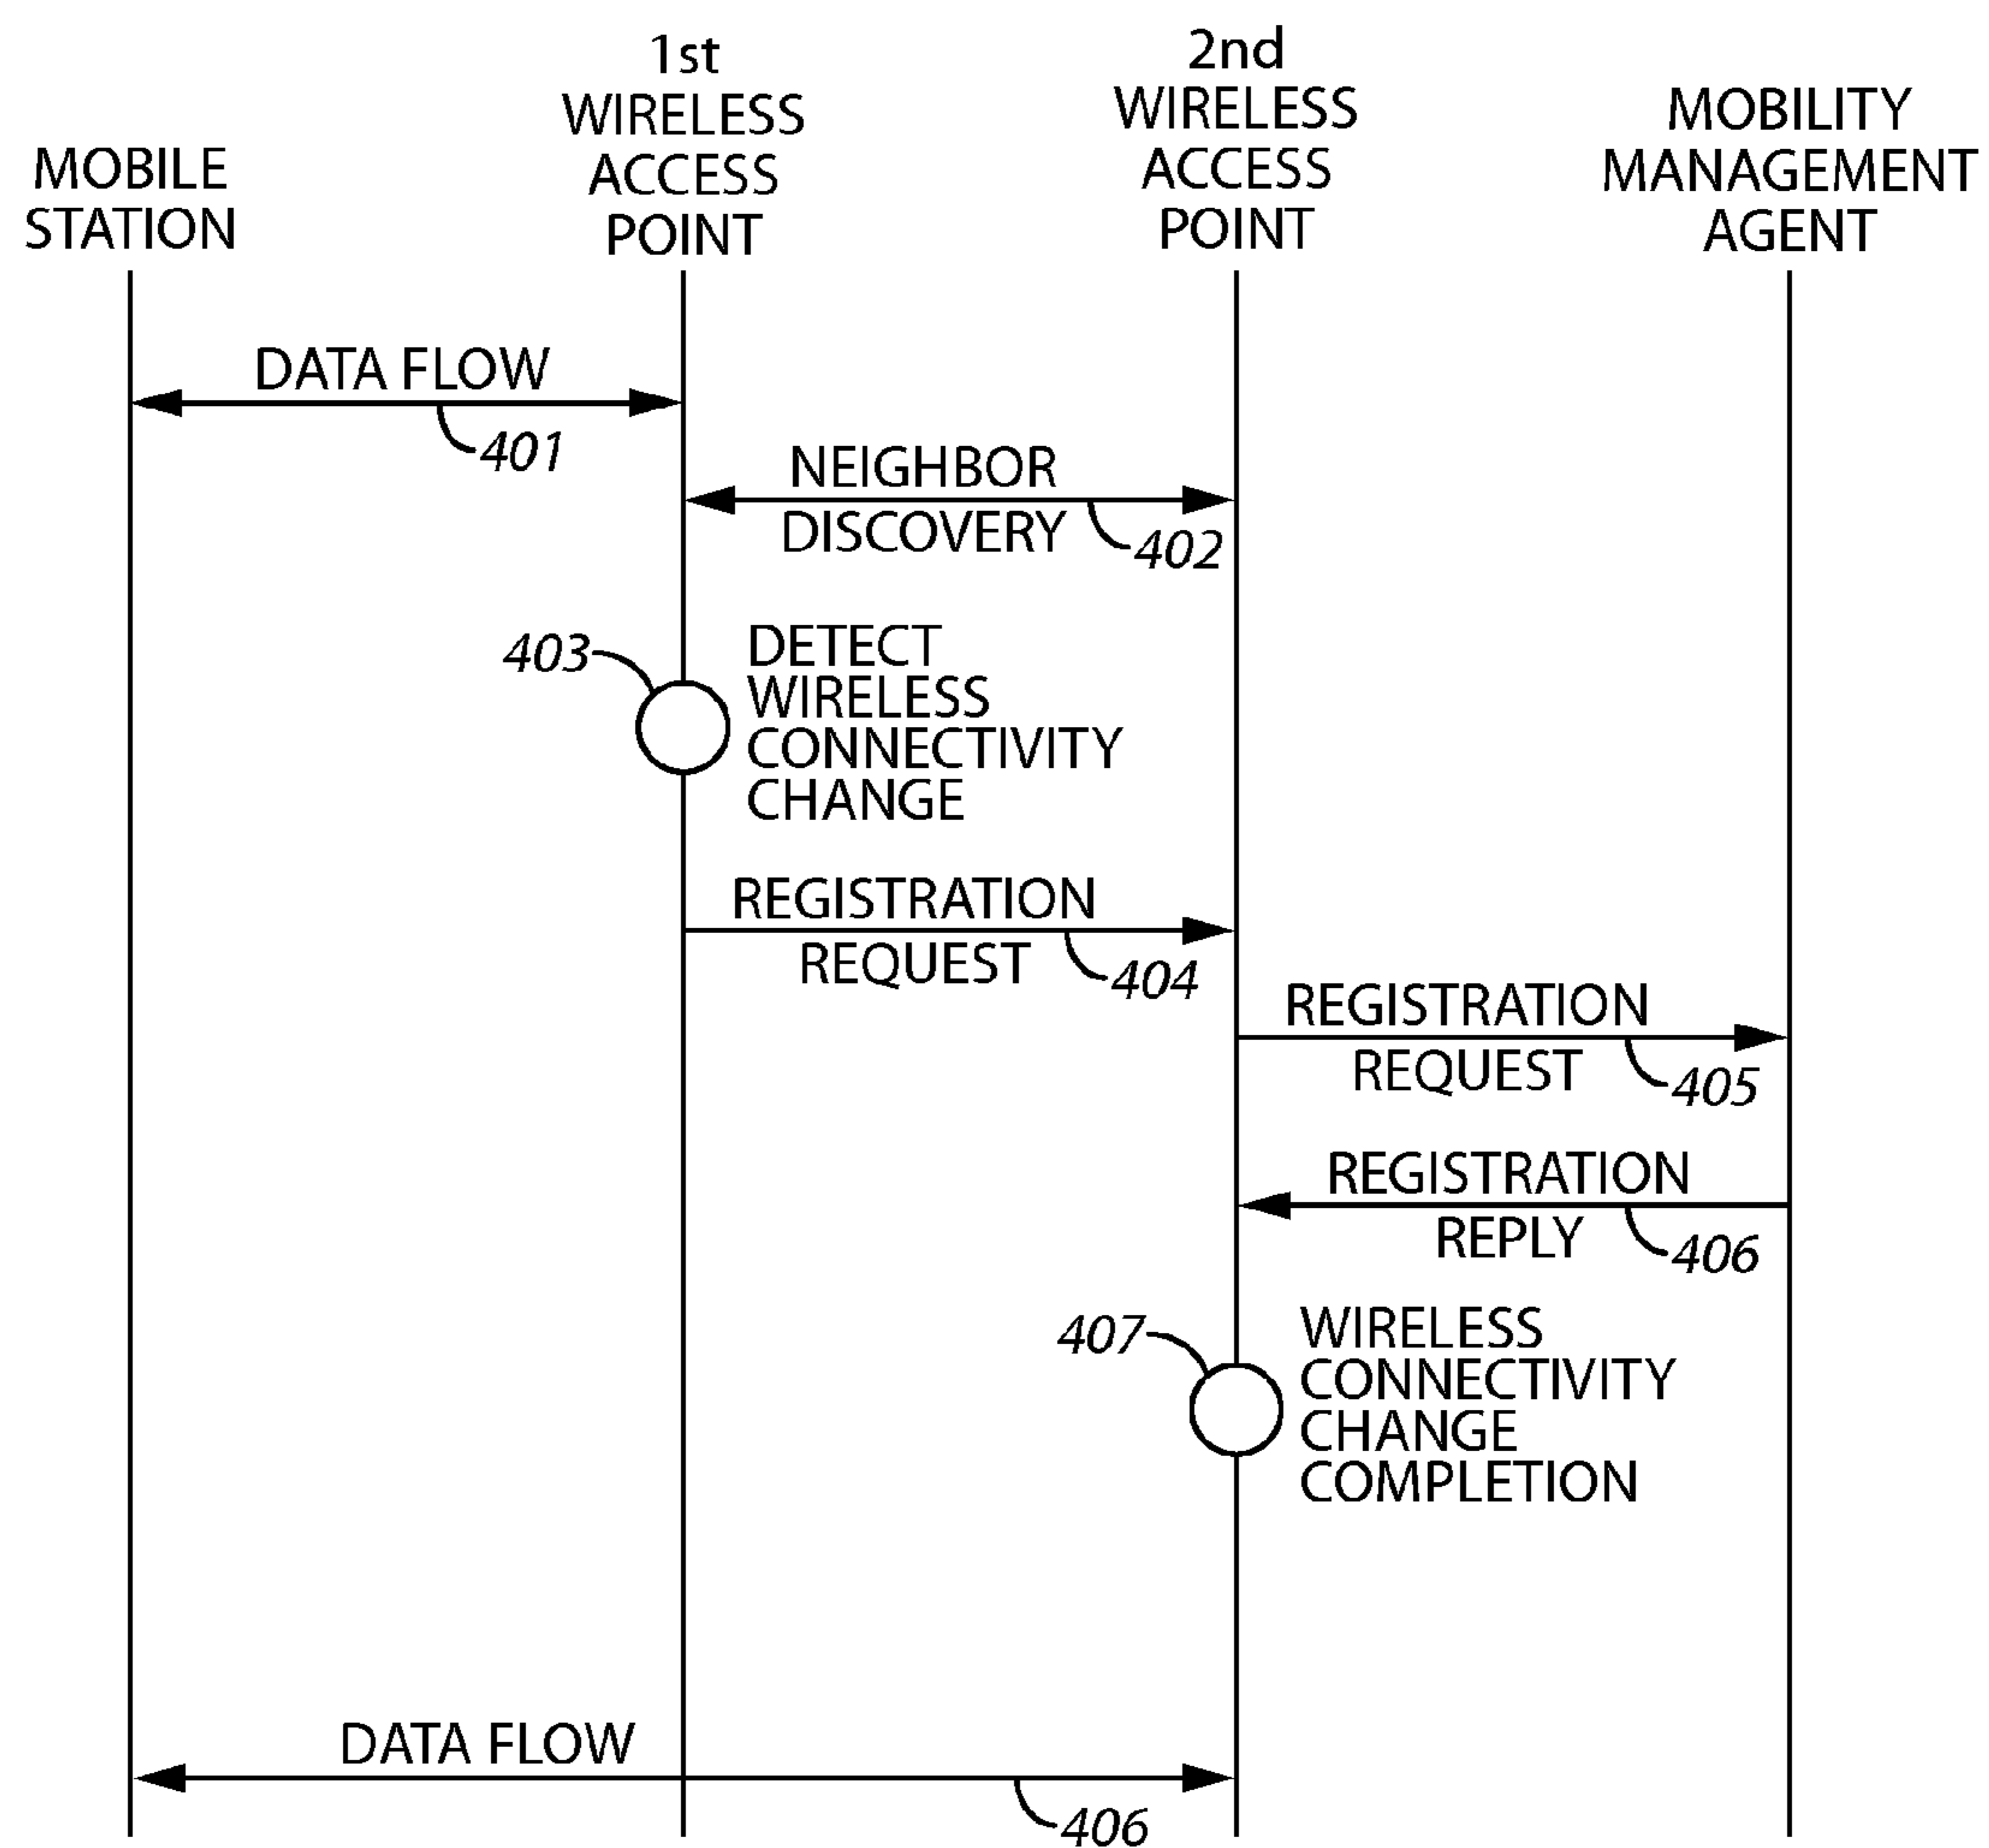 MOBILE
STATION
1st
WIRELESS
ACCESS
POINT
2nd
WIRELESS
ACCESS
POINT
MOBILITY
MANAGEMENT
AGENT
DATA FLOW
401
NEIGHBOR
DISCOVERY
402
403
DETECT
WIRELESS
CONNECTIVITY
CHANGE
REGISTRATION
REQUEST
404
REGISTRATION
REQUEST
405
REGISTRATION
REPLY
406
407
WIRELESS
CONNECTIVITY
CHANGE
COMPLETION
DATA FLOW
406